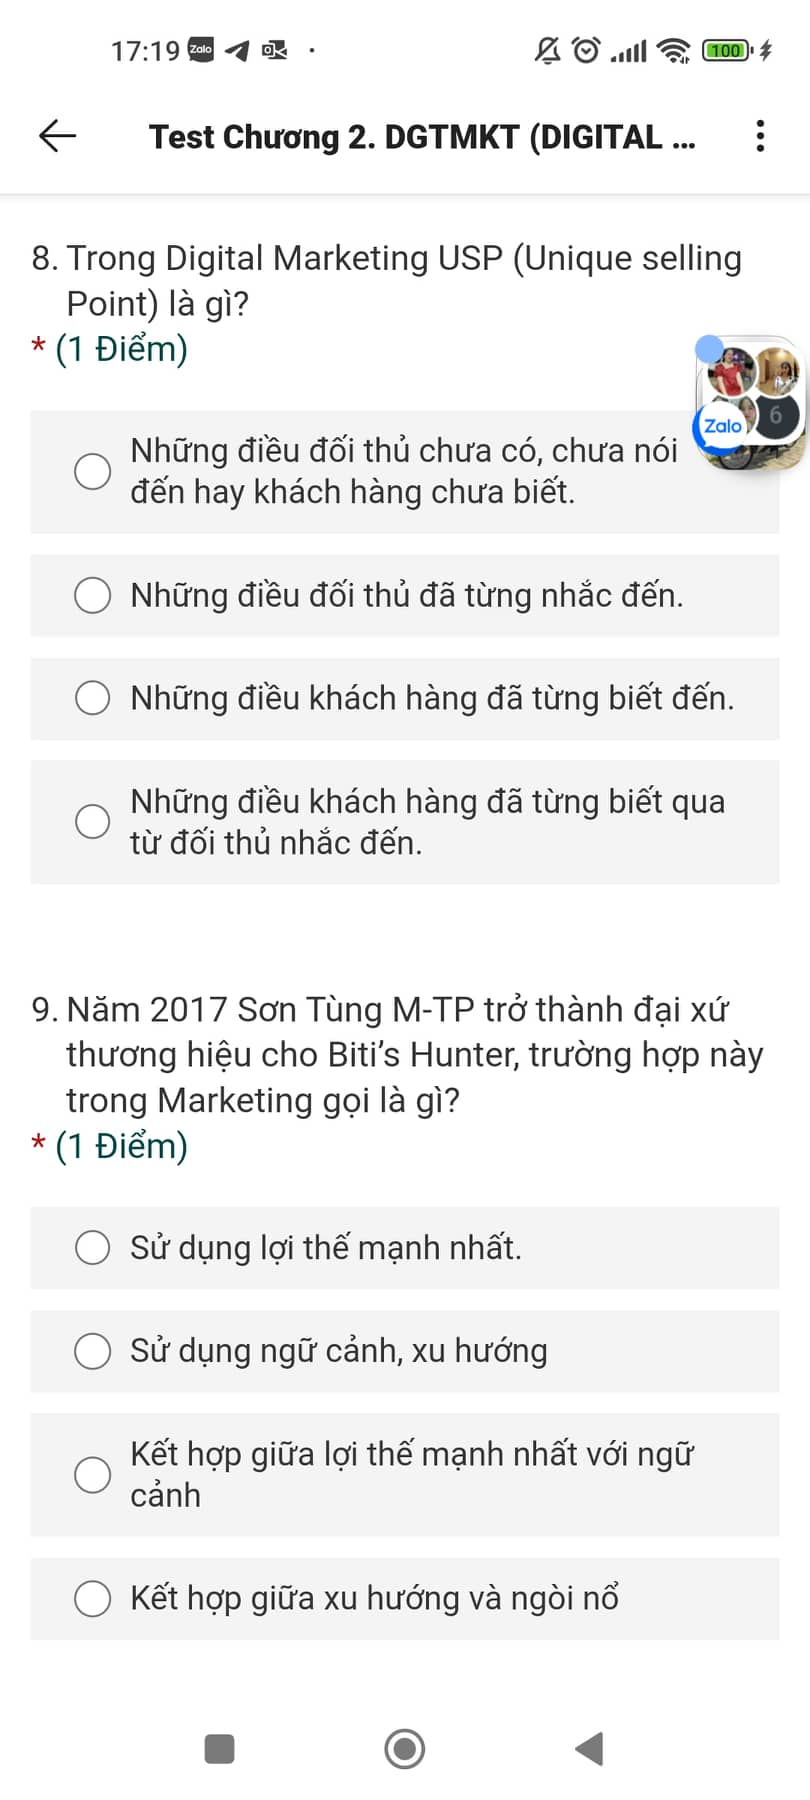 17:19 Zalo 100
Test Chương 2. DGTMKT (DIGITAL ...
8. Trong Digital Marketing USP (Unique selling
Point) là gì?
* (1 Điểm)
6
Zalo
Những điều đối thủ chưa có, chưa nói
đến hay khách hàng chưa biết.
Những điều đối thủ đã từng nhắc đến.
Những điều khách hàng đã từng biết đến.
Những điều khách hàng đã từng biết qua
từ đối thủ nhắc đến.
9. Năm 2017 Sơn Tùng M-TP trở thành đại xứ
thương hiệu cho Biti’s Hunter, trường hợp này
trong Marketing gọi là gì?
* (1 Điểm)
Sử dụng lợi thế mạnh nhất.
Sử dụng ngữ cảnh, xu hướng
Kết hợp giữa lợi thế mạnh nhất với ngữ
cảnh
Kết hợp giữa xu hướng và ngòi nổ